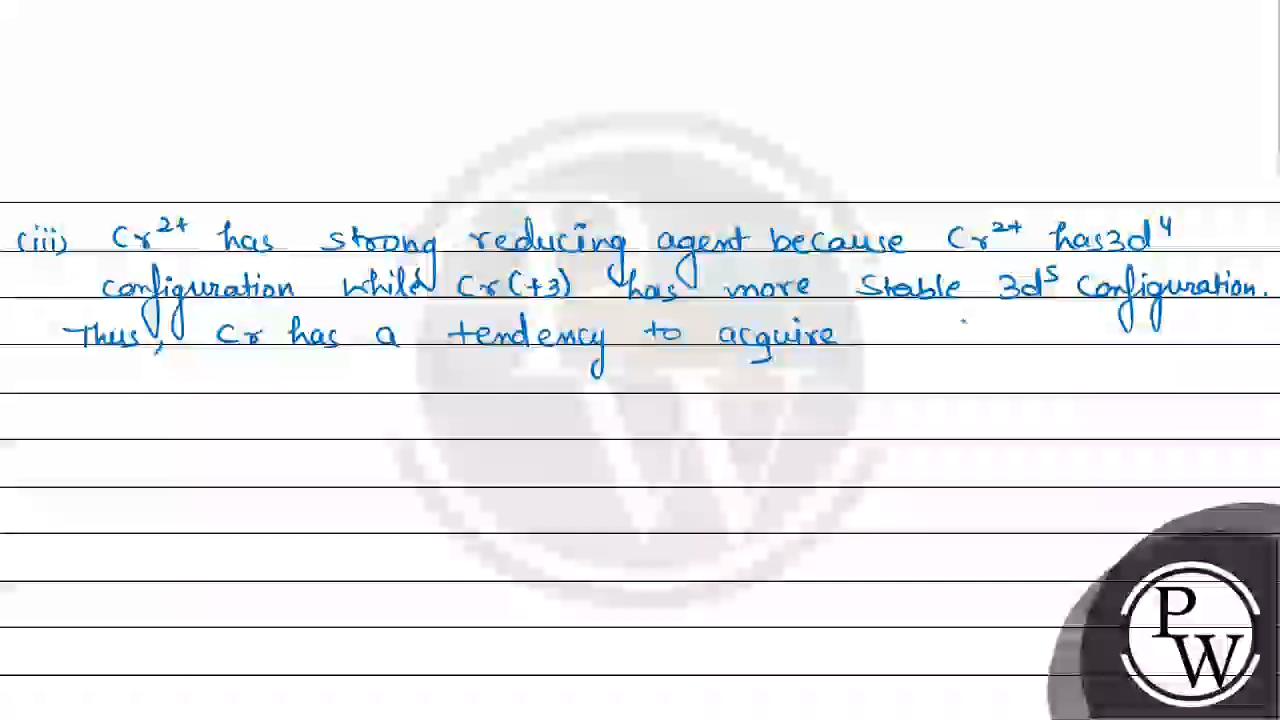 (iii) Cr²⁺ has strong reducing agent because Cr²⁺ has 3d⁴
configuration while Cr(+3) has more stable 3d⁵ configuration.
Thus, Cr has a tendency to acquire
PW